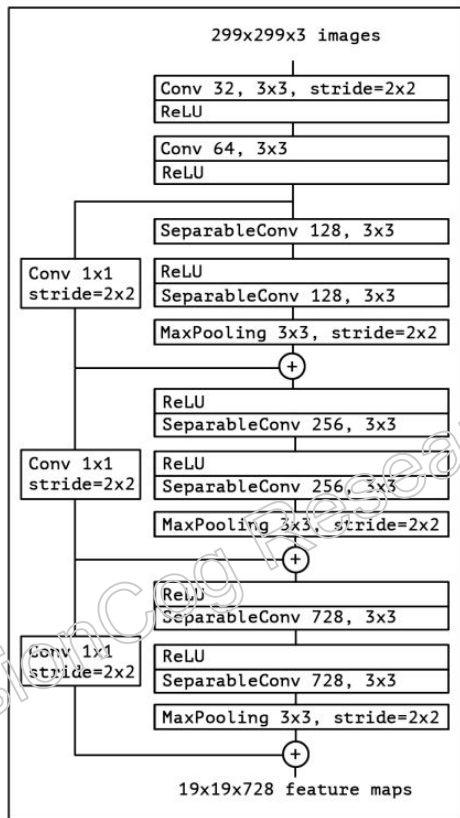 299x299x3 images
Conv 32, 3x3, stride=2x2
ReLU
Conv 64, 3x3
ReLU
SeparableConv 128, 3x3
Conv 1x1
stride=2x2
ReLU
SeparableConv 128, 3x3
MaxPooling 3x3, stride=2x2
+
ReLU
SeparableConv 256, 3x3
Conv 1x1
stride=2x2
ReLU
SeparableConv 256, 3x3
MaxPooling 3x3, stride=2x2
+
ReLU
SeparableConv 728, 3x3
Conv 1x1
stride=2x2
ReLU
SeparableConv 728, 3x3
MaxPooling 3x3, stride=2x2
+
19x19x728 feature maps